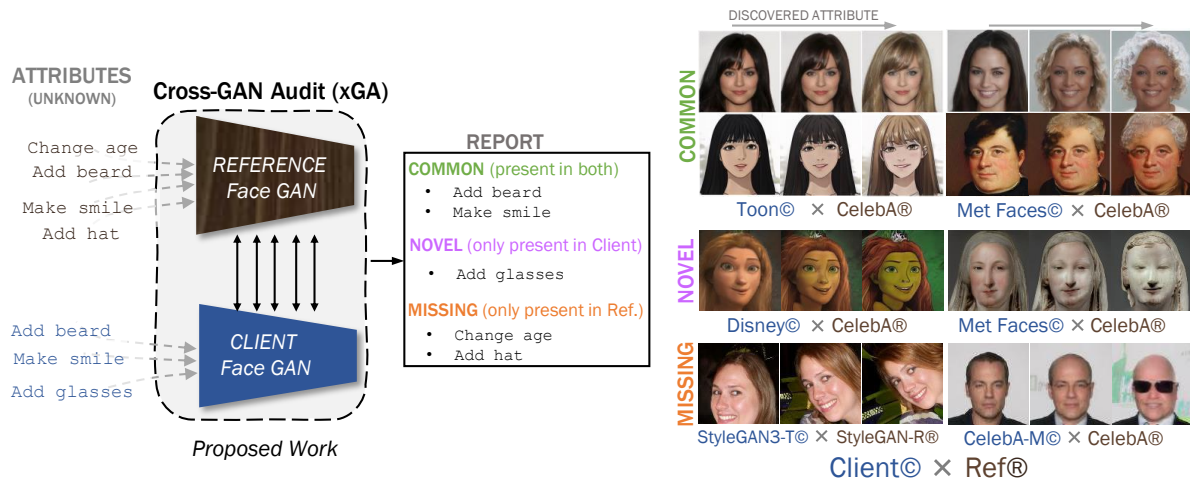 ATTRIBUTES
(UNKNOWN)
Change age
Add beard
Make smile
Add hat
Add beard
Make smile
Add glasses
Cross-GAN Audit (xGA)
REFERENCE
Face GAN
CLIENT
Face GAN
Proposed Work
REPORT
COMMON (present in both)
• Add beard
• Make smile
NOVEL (only present in Client)
• Add glasses
MISSING (only present in Ref.)
• Change age
• Add hat
DISCOVERED ATTRIBUTE
COMMON
Toon© × CelebA®
Met Faces© × CelebA®
NOVEL
Disney© × CelebA®
Met Faces© × CelebA®
MISSING
StyleGAN3-T© × StyleGAN-R®
CelebA-M© × CelebA®
Client© × Ref®